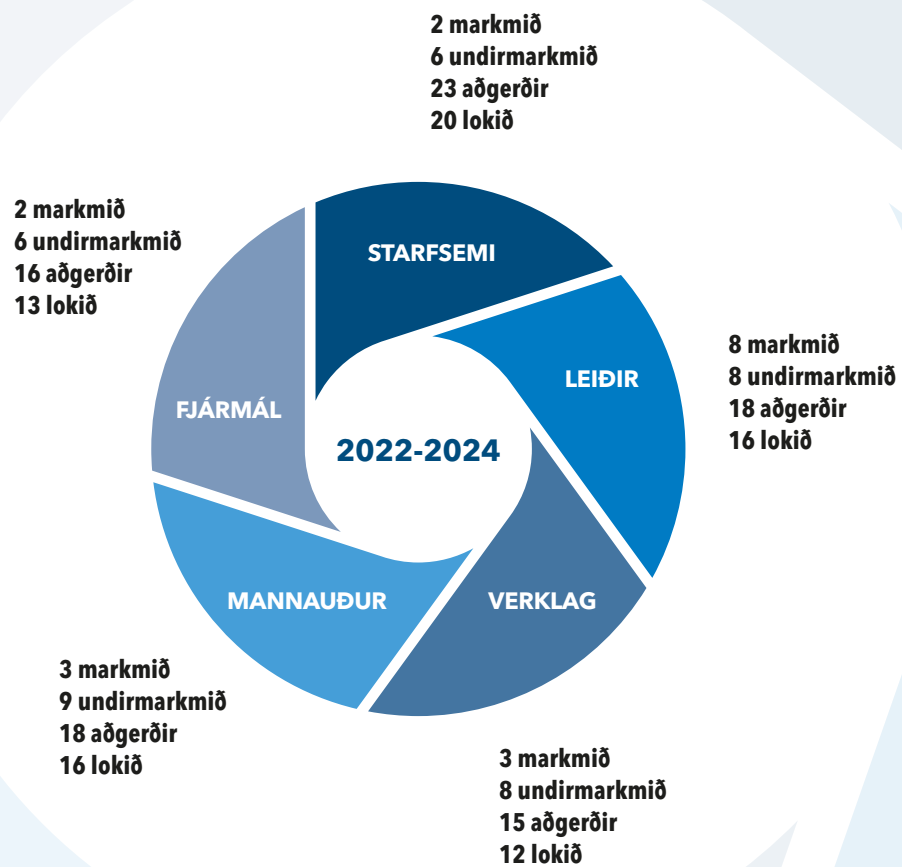 2 markmið
6 undirmarkmið
23 aðgerðir
20 lokið
2 markmið
6 undirmarkmið
16 aðgerðir
13 lokið
STARFSEMI
8 markmið
8 undirmarkmið
18 aðgerðir
16 lokið
LEIÐIR
FJÁRMÁL
2022-2024
MANNAUÐUR
VERKLAG
3 markmið
9 undirmarkmið
18 aðgerðir
16 lokið
3 markmið
8 undirmarkmið
15 aðgerðir
12 lokið